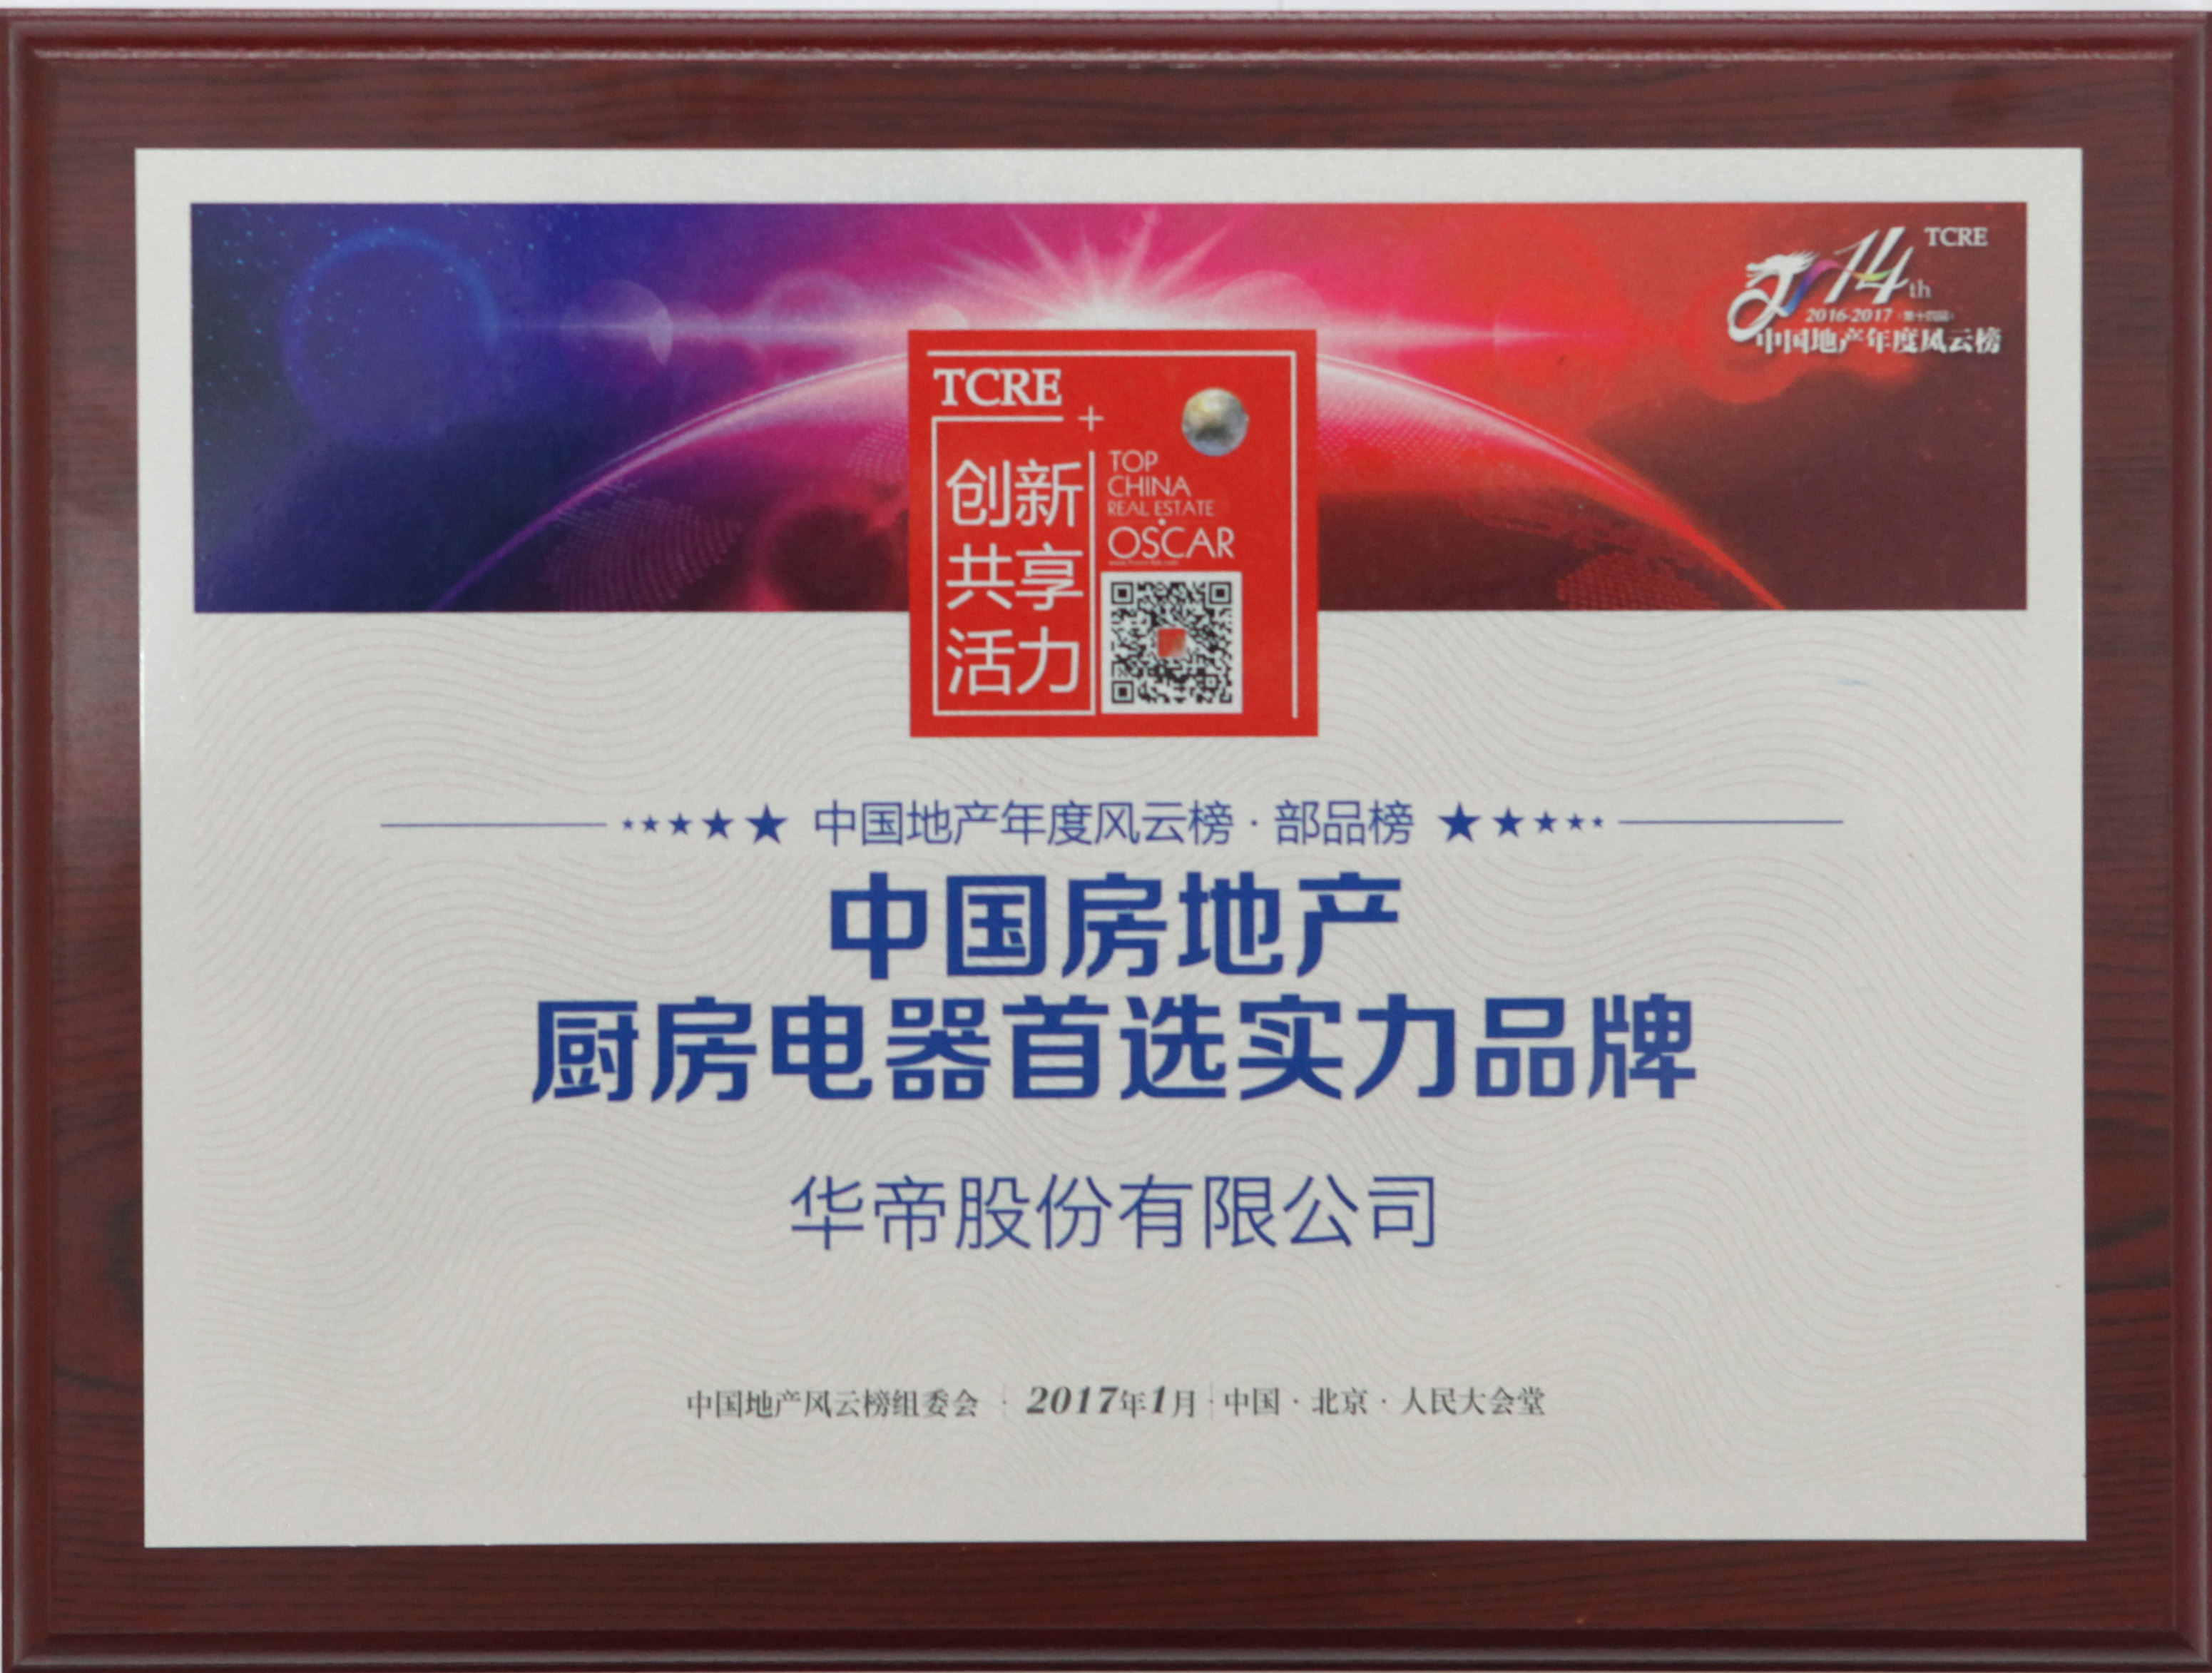 TCRE
14th
2016-2017（第十四届）
中国地产年度风云榜
TCRE
+
创新
共享
活力
TOP
CHINA
REAL ESTATE
OSCAR
中国地产年度风云榜·部品榜
中国房地产
厨房电器首选实力品牌
华帝股份有限公司
中国地产风云榜组委会 2017年1月 中国·北京·人民大会堂